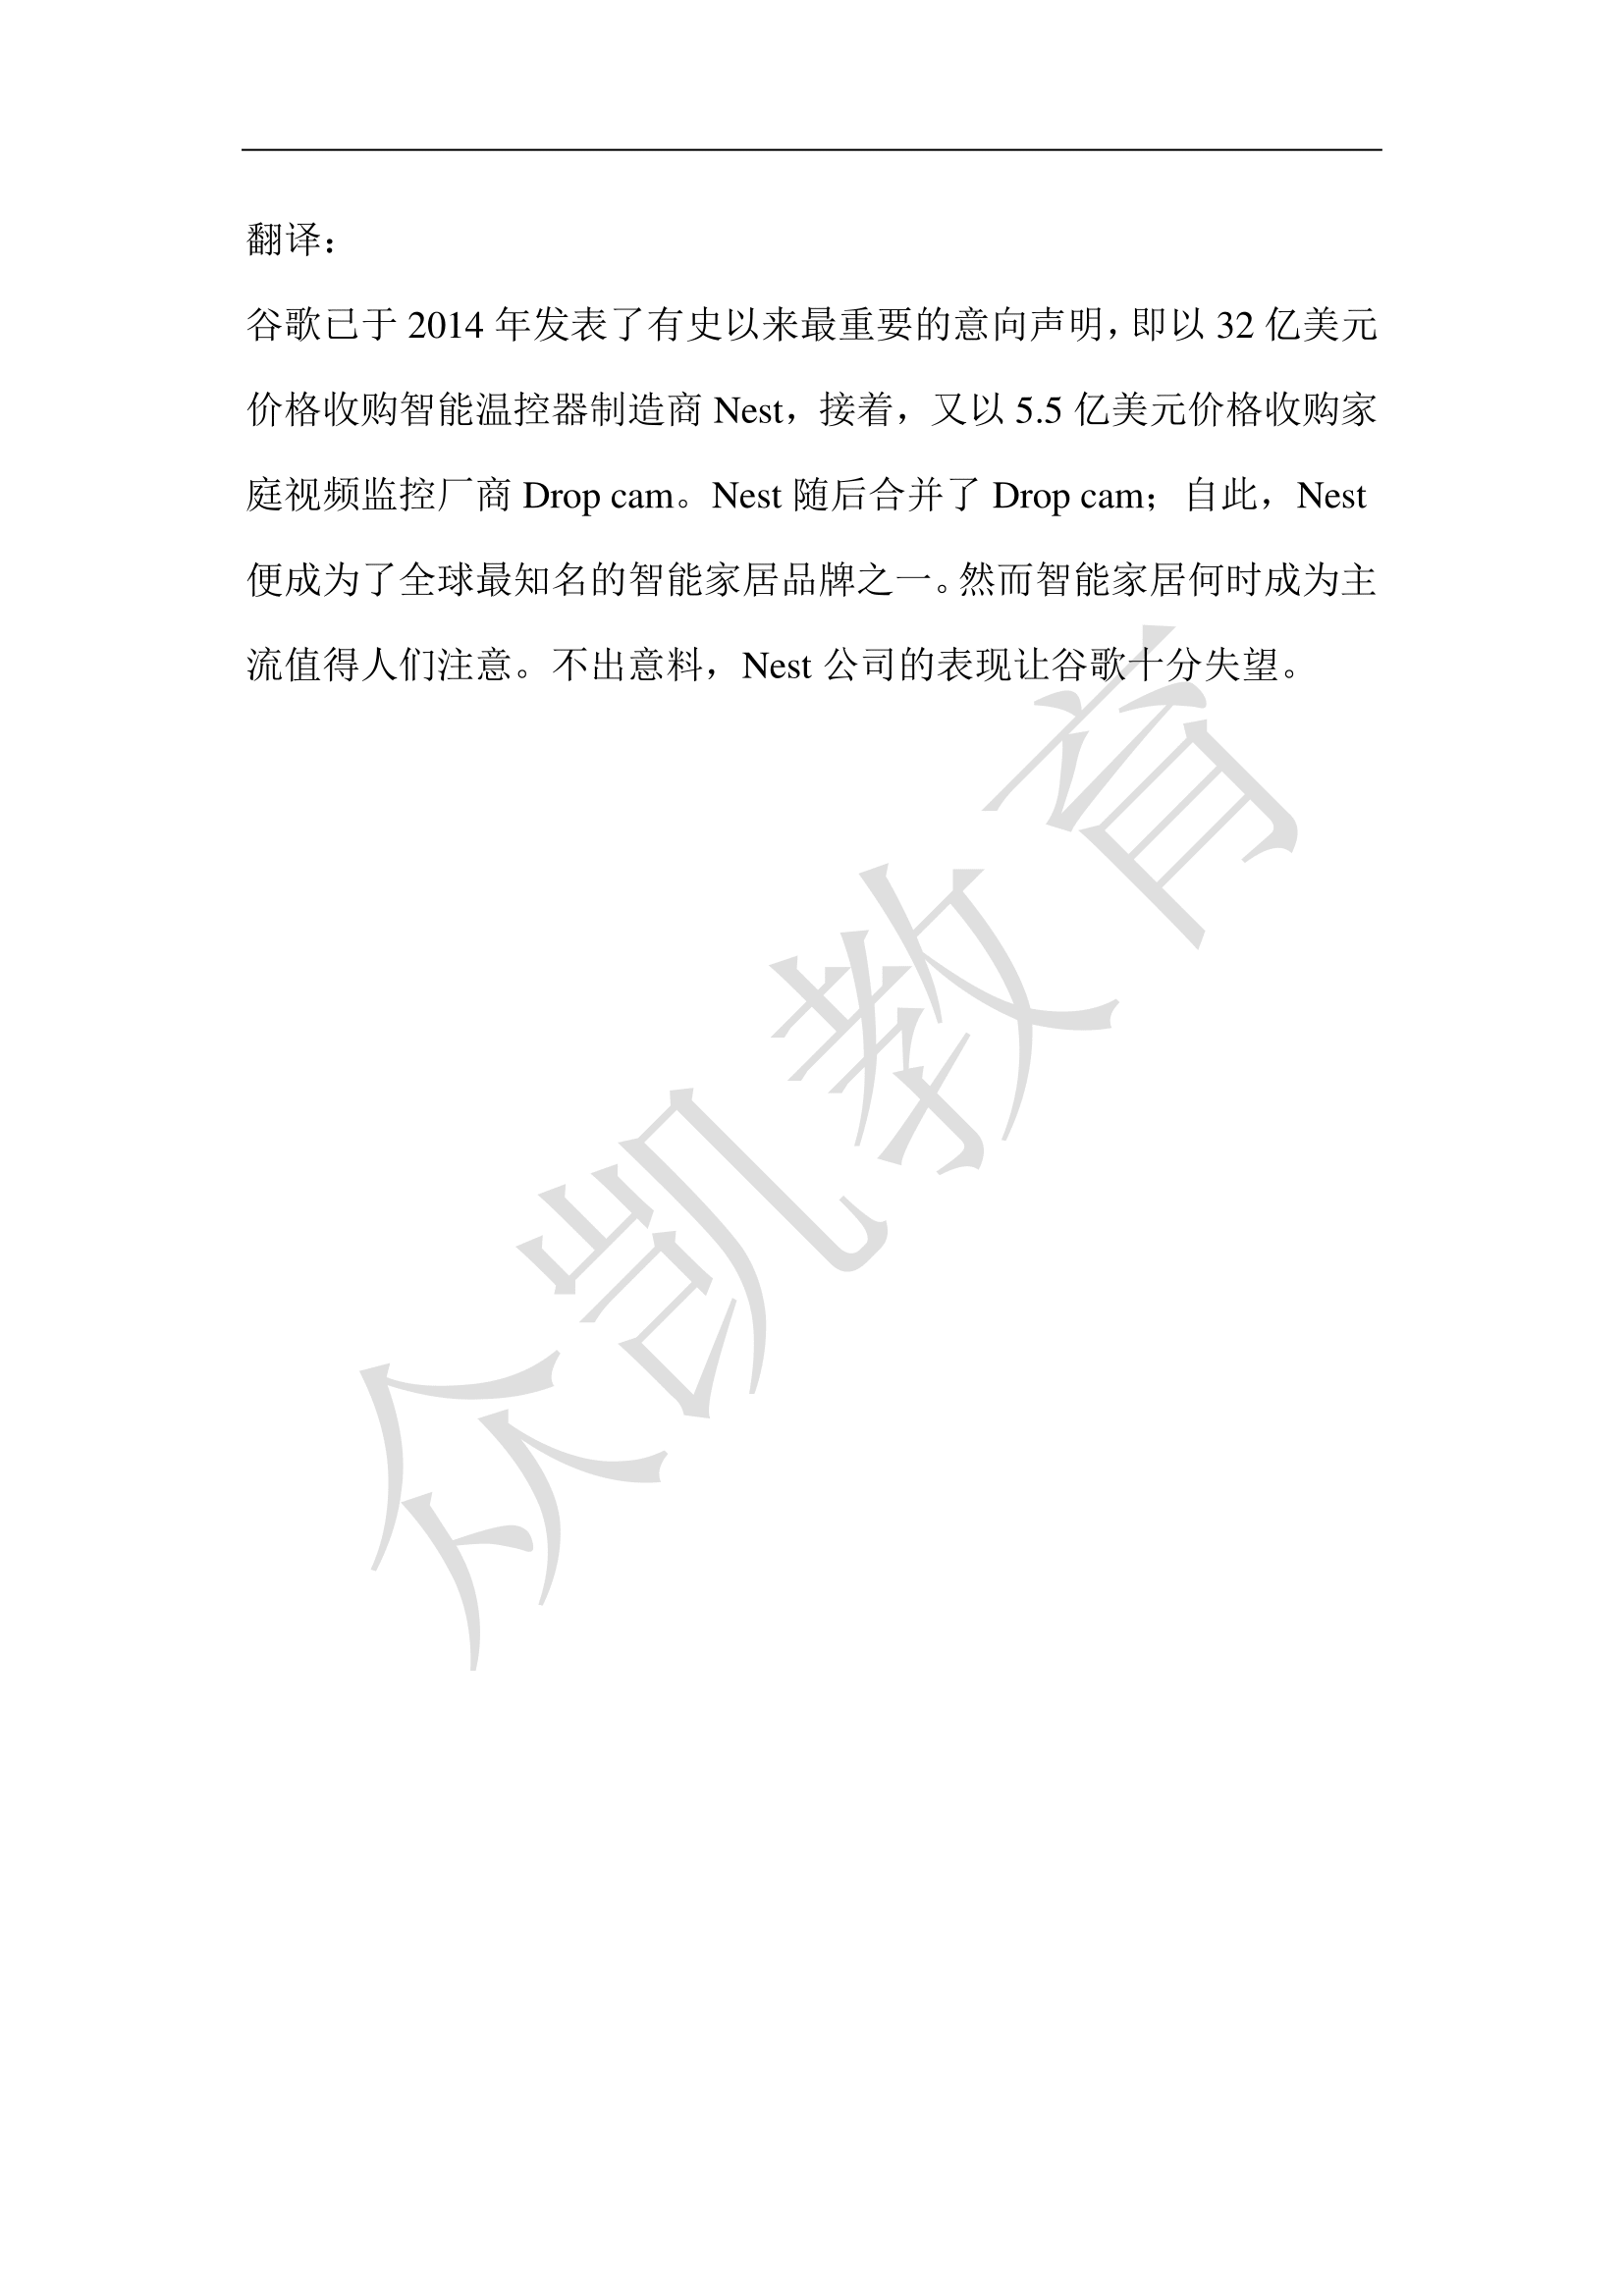 翻译：
谷歌已于 2014 年发表了有史以来最重要的意向声明，即以 32 亿美元
价格收购智能温控器制造商 Nest，接着，又以 5.5 亿美元价格收购家
庭视频监控厂商 Drop cam。Nest 随后合并了 Drop cam；自此，Nest
便成为了全球最知名的智能家居品牌之一。然而智能家居何时成为主
流值得人们注意。不出意料，Nest 公司的表现让谷歌十分失望。
众凯教育